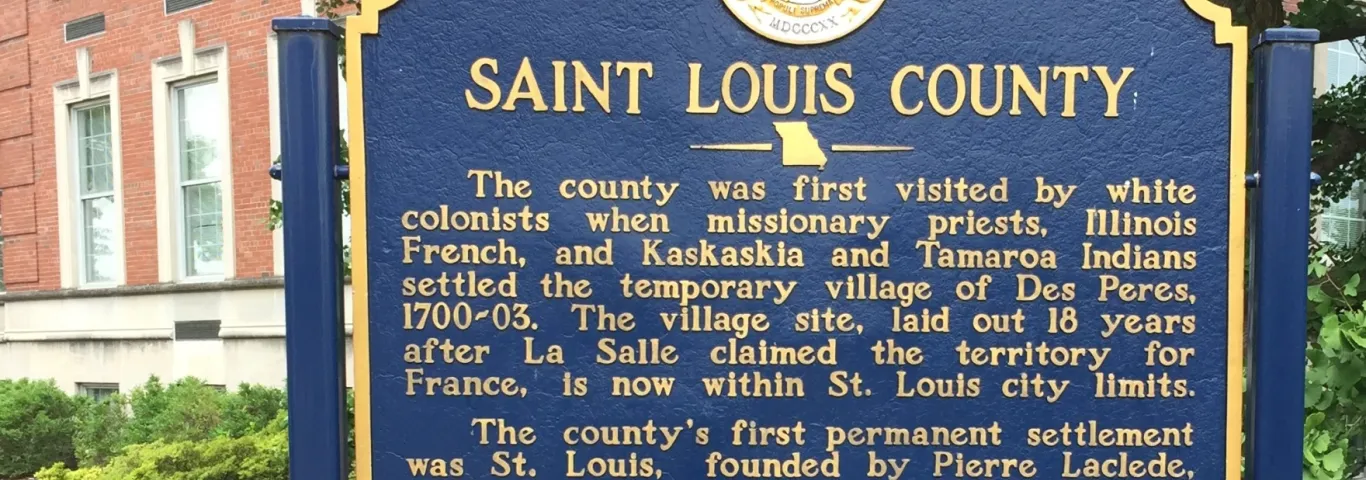 POPULI SUPREMA
MDCCCXX
SAINT LOUIS COUNTY
The county was first visited by white
colonists when missionary priests, Illinois
French, and Kaskaskia and Tamaroa Indians
settled the temporary village of Des Peres,
1700-03. The village site, laid out 18 years
after La Salle claimed the territory for
France, is now within St. Louis city limits.
The county's first permanent settlement
was St. Louis, founded by Pierre Laclede,